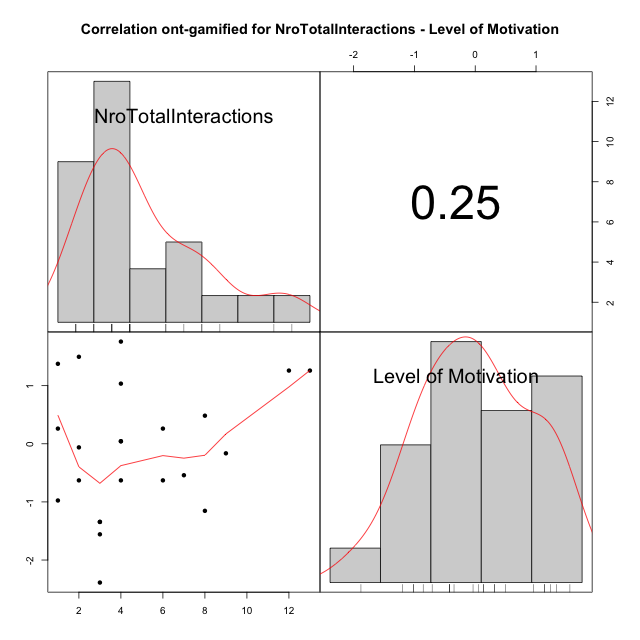 Correlation ont-gamified for NroTotalInteractions - Level of Motivation
-2 -1 0 1
NroTotalInteractions
0.25
12
10
8
6
4
2
Level of Motivation
1
0
-1
-2
2 4 6 8 10 12